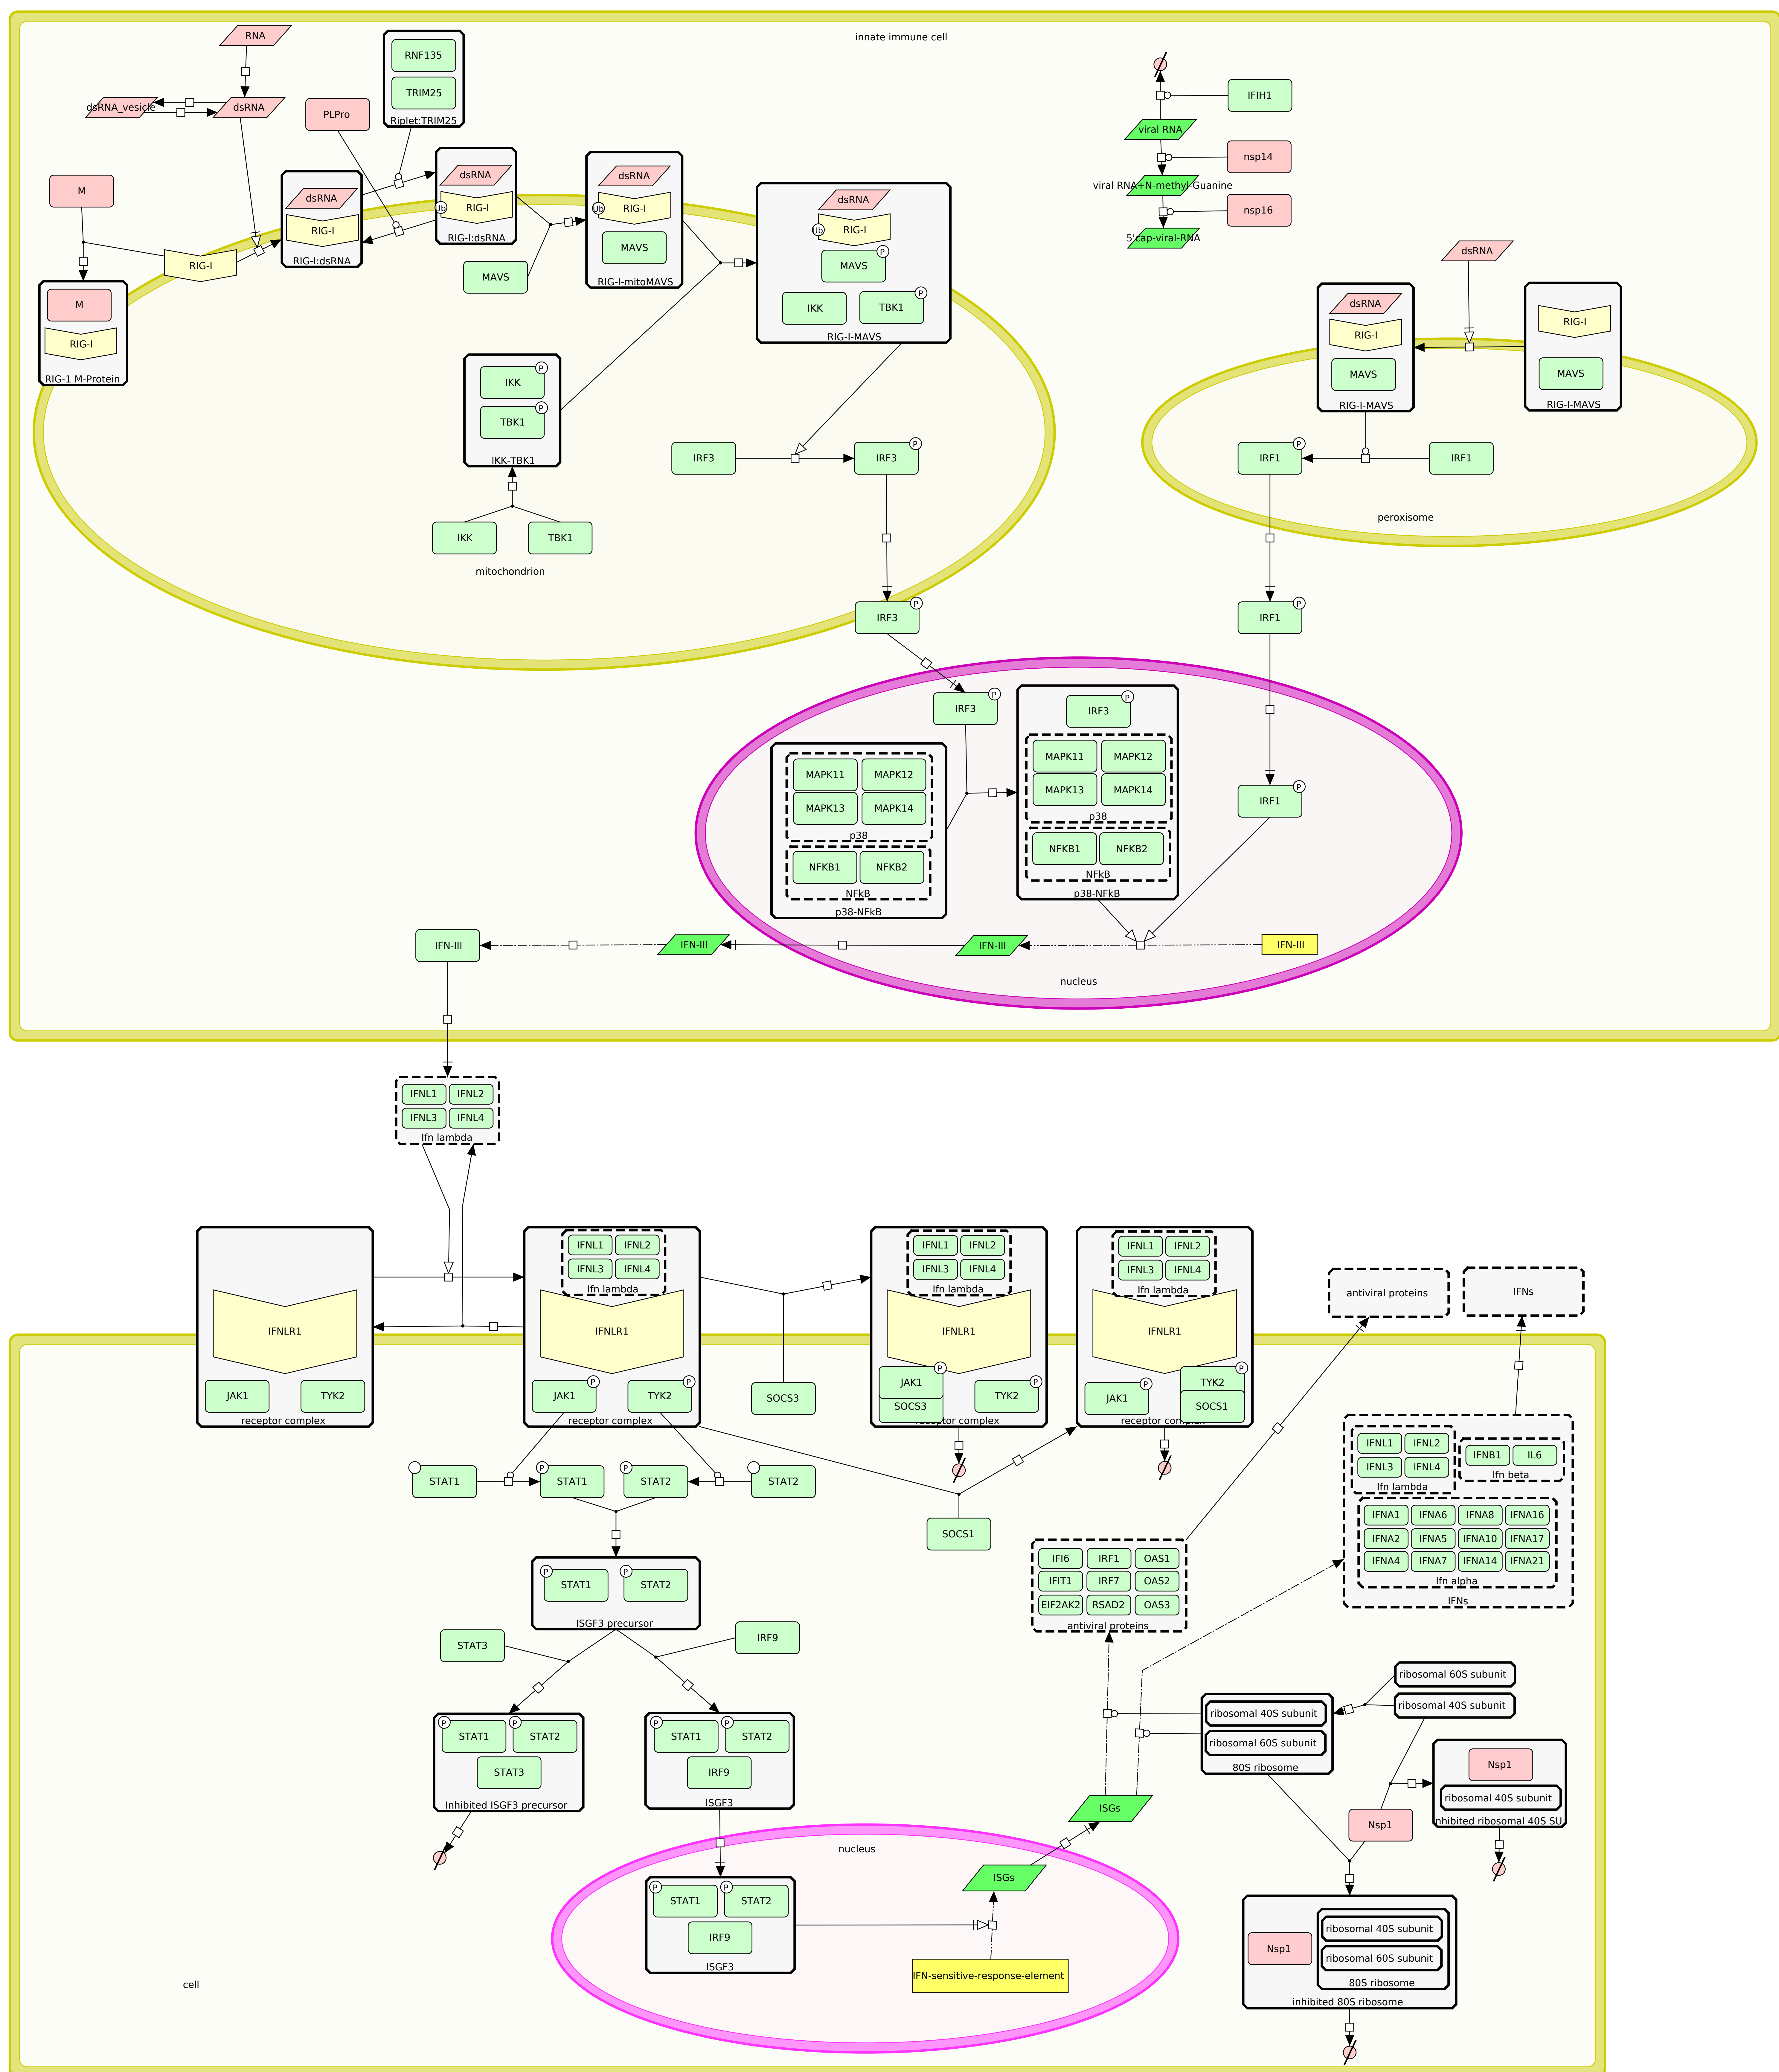 innate immune cell
RNA
dsRNA_vesicle
dsRNA
RNF135
TRIM25
Riplet:TRIM25
PLPro
M
dsRNA
RIG-I
RIG-I:dsRNA
dsRNA
Ub
RIG-I
RIG-I:dsRNA
dsRNA
Ub
RIG-I
MAVS
RIG-I-mitoMAVS
dsRNA
Ub
RIG-I
P
MAVS
P
IKK
TBK1
RIG-I-MAVS
RIG-I
MAVS
M
RIG-I
RIG-1 M-Protein
P
IKK
P
TBK1
IKK-TBK1
IKK
TBK1
mitochondrion
IRF3
P
IRF3
P
IRF3
IFIH1
viral RNA
nsp14
viral RNA+N-methyl-Guanine
nsp16
5'cap-viral-RNA
dsRNA
dsRNA
RIG-I
MAVS
RIG-I-MAVS
RIG-I
MAVS
RIG-I-MAVS
P
IRF1
IRF1
peroxisome
P
IRF1
P
IRF3
P
IRF3
MAPK11
MAPK12
MAPK13
MAPK14
p38
NFKB1
NFKB2
NFkB
p38-NFkB
MAPK11
MAPK12
MAPK13
MAPK14
p38
NFKB1
NFKB2
NFkB
p38-NFkB
P
IRF1
IFN-III
IFN-III
IFN-III
IFN-III
nucleus
IFNL1
IFNL2
IFNL3
IFNL4
Ifn lambda
IFNLR1
JAK1
TYK2
receptor complex
IFNL1
IFNL2
IFNL3
IFNL4
Ifn lambda
IFNLR1
P
JAK1
P
TYK2
receptor complex
SOCS3
IFNL1
IFNL2
IFNL3
IFNL4
Ifn lambda
IFNLR1
P
JAK1
SOCS3
P
TYK2
receptor complex
IFNL1
IFNL2
IFNL3
IFNL4
Ifn lambda
IFNLR1
P
JAK1
P
TYK2
SOCS1
receptor complex
antiviral proteins
IFNs
STAT1
P
STAT1
P
STAT2
STAT2
SOCS1
IFNL1
IFNL2
IFNL3
IFNL4
Ifn lambda
IFNB1
IL6
Ifn beta
IFNA1
IFNA6
IFNA8
IFNA16
IFNA2
IFNA5
IFNA10
IFNA17
IFNA4
IFNA7
IFNA14
IFNA21
Ifn alpha
IFNs
IFI6
IRF1
OAS1
IFIT1
IRF7
OAS2
EIF2AK2
RSAD2
OAS3
antiviral proteins
P
STAT1
P
STAT2
ISGF3 precursor
STAT3
IRF9
P
STAT1
P
STAT2
STAT3
Inhibited ISGF3 precursor
P
STAT1
P
STAT2
IRF9
ISGF3
ribosomal 60S subunit
ribosomal 40S subunit
ribosomal 40S subunit
ribosomal 60S subunit
80S ribosome
Nsp1
ribosomal 40S subunit
inhibited ribosomal 40S SU
Nsp1
ISGs
nucleus
ISGs
P
STAT1
P
STAT2
IRF9
ISGF3
IFN-sensitive-response-element
Nsp1
ribosomal 40S subunit
ribosomal 60S subunit
80S ribosome
inhibited 80S ribosome
cell